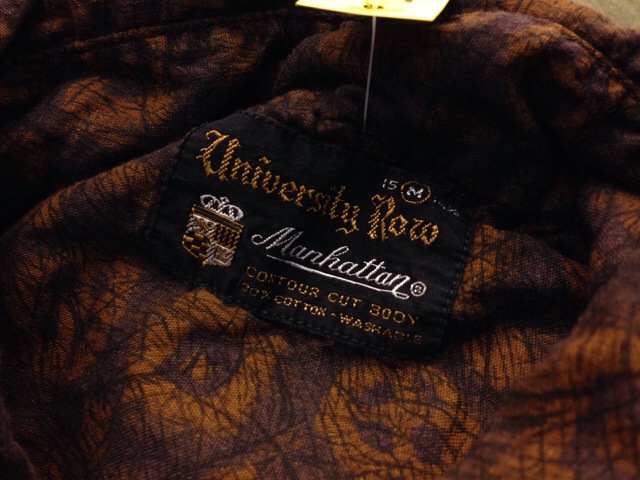 University Row
15 M
Manhattan®
CONTOUR CUT BODY
100% COTTON - WASHABLE